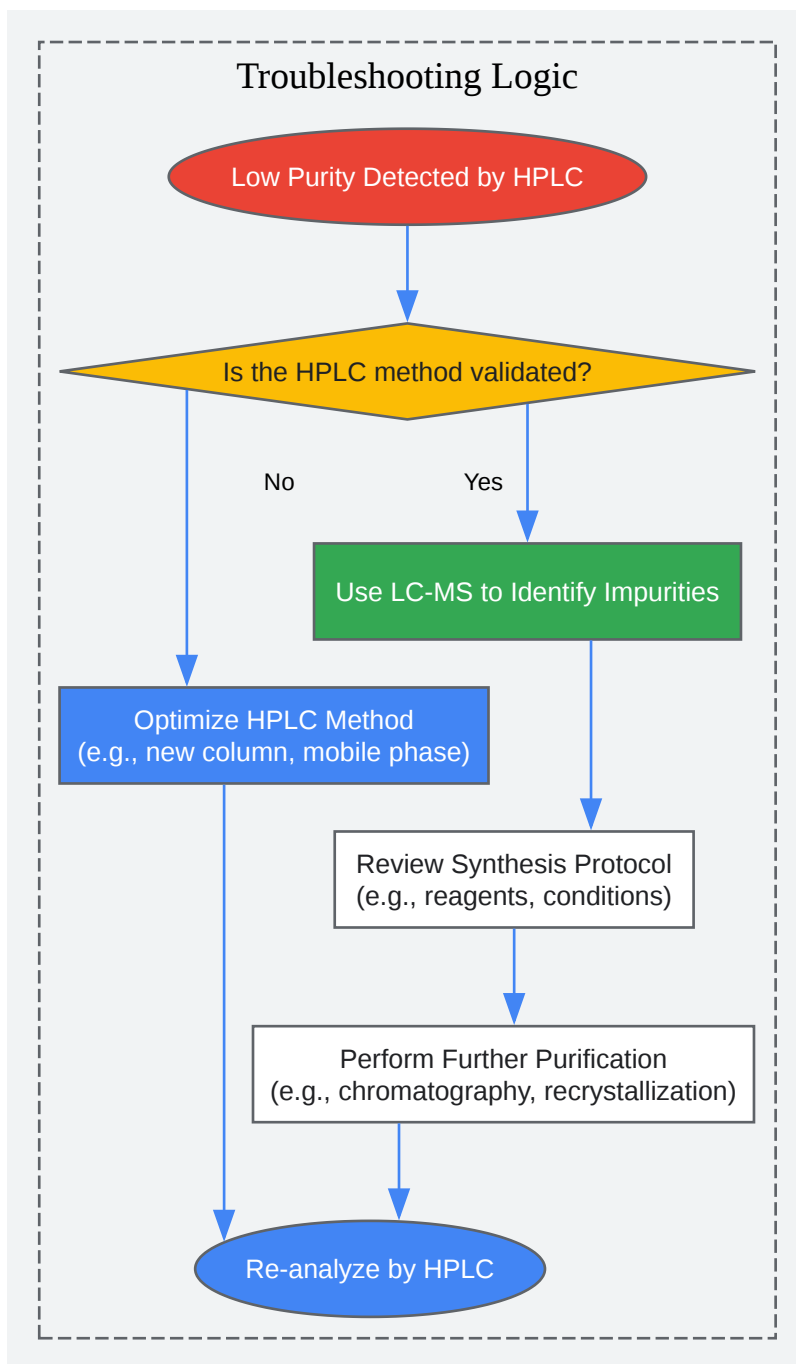 Troubleshooting Logic
Low Purity Detected by HPLC
Is the HPLC method validated?
No
Yes
Use LC-MS to Identify Impurities
Optimize HPLC Method
(e.g., new column, mobile phase)
Review Synthesis Protocol
(e.g., reagents, conditions)
Perform Further Purification
(e.g., chromatography, recrystallization)
Re-analyze by HPLC